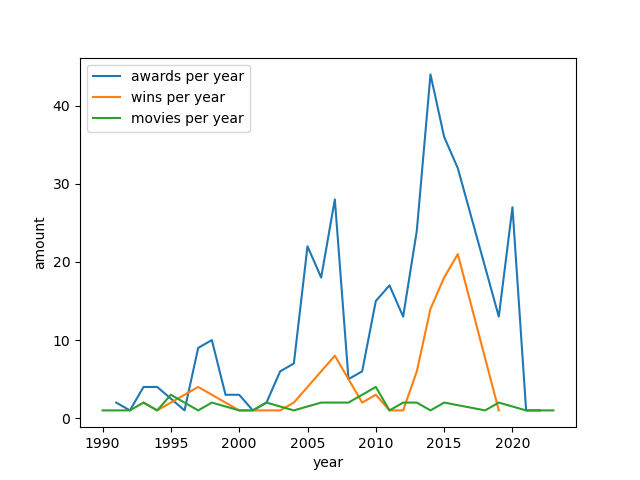 awards per year
wins per year
movies per year
amount
40
30
20
10
0
1990 1995 2000 2005 2010 2015 2020
year